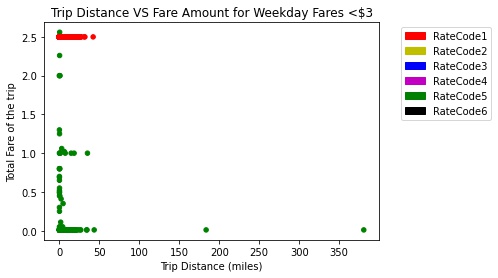 Trip Distance VS Fare Amount for Weekday Fares <$3
RateCode1
RateCode2
RateCode3
RateCode4
RateCode5
RateCode6
Total Fare of the trip
2.5
2.0
1.5
1.0
0.5
0.0
0 50 100 150 200 250 300 350
Trip Distance (miles)